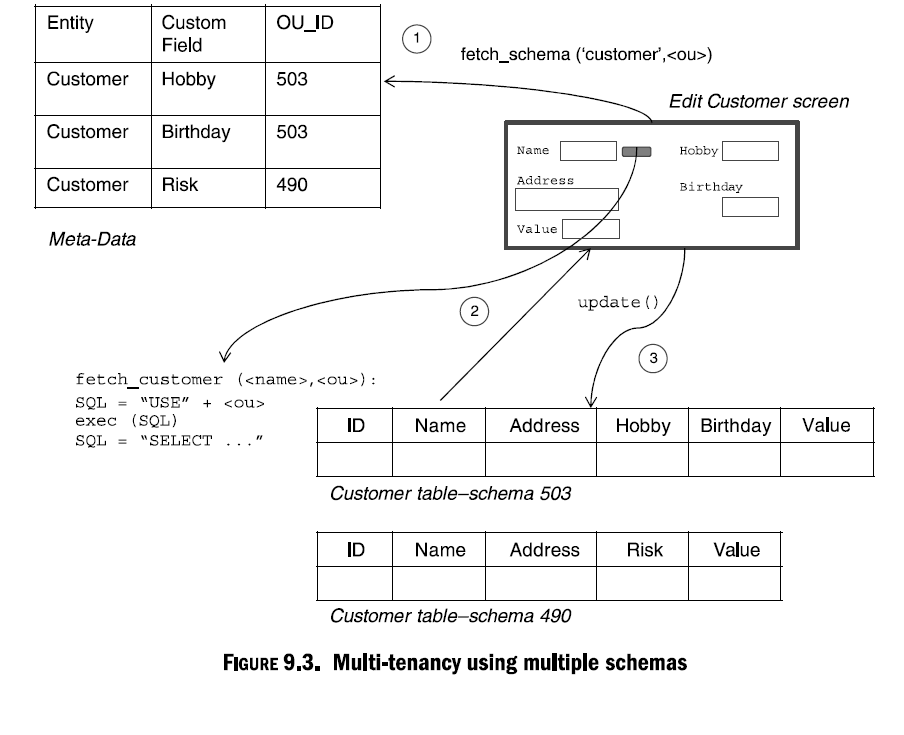 Entity Custom Field OU_ID
Customer Hobby 503
Customer Birthday 503
Customer Risk 490
Meta-Data
1
fetch_schema (‘customer’,<ou>)
Edit Customer screen
Name Hobby
Address Birthday
Value
2
update()
3
fetch_customer (<name>,<ou>):
SQL = “USE” + <ou>
exec (SQL)
SQL = “SELECT ...”
ID Name Address Hobby Birthday Value
Customer table–schema 503
ID Name Address Risk Value
Customer table–schema 490
FIGURE 9.3. Multi-tenancy using multiple schemas